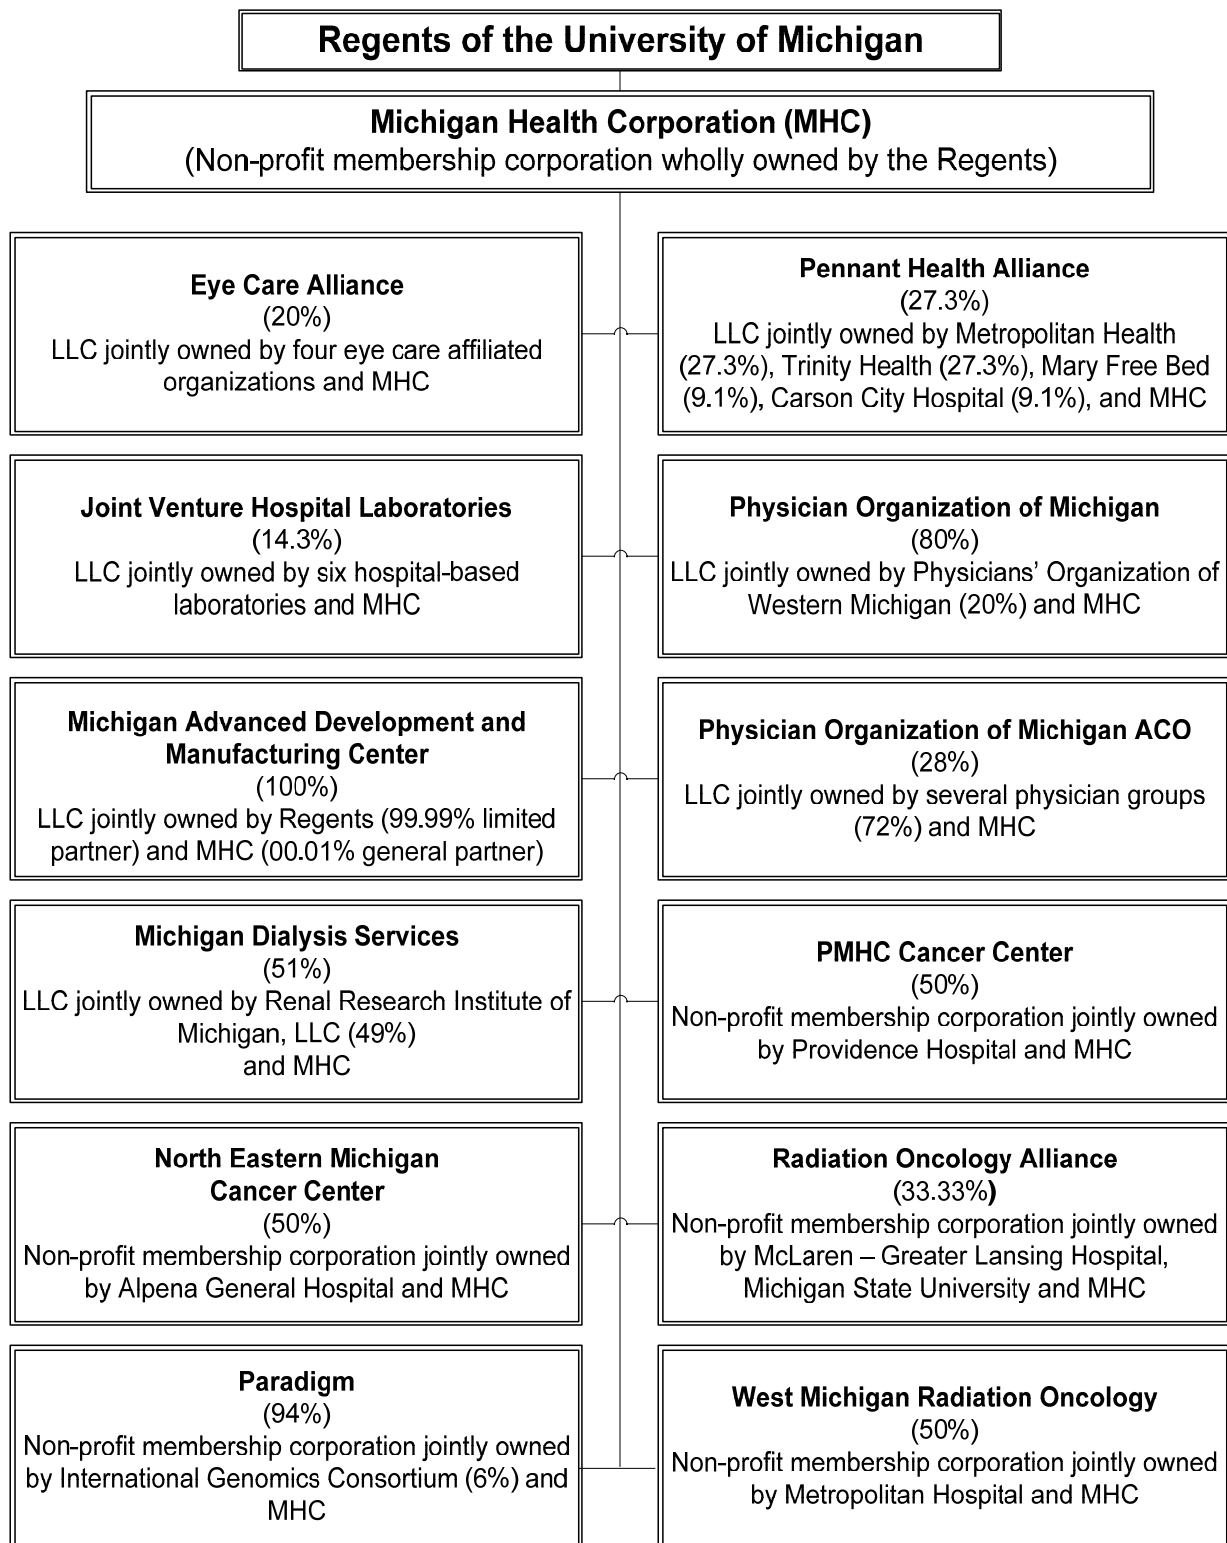 Regents of the University of Michigan
Michigan Health Corporation (MHC)
(Non-profit membership corporation wholly owned by the Regents)
Eye Care Alliance
(20%)
LLC jointly owned by four eye care affiliated
organizations and MHC
Pennant Health Alliance
(27.3%)
LLC jointly owned by Metropolitan Health
(27.3%), Trinity Health (27.3%), Mary Free Bed
(9.1%), Carson City Hospital (9.1%), and MHC
Joint Venture Hospital Laboratories
(14.3%)
LLC jointly owned by six hospital-based
laboratories and MHC
Physician Organization of Michigan
(80%)
LLC jointly owned by Physicians’ Organization of
Western Michigan (20%) and MHC
Michigan Advanced Development and
Manufacturing Center
(100%)
LLC jointly owned by Regents (99.99% limited
partner) and MHC (00.01% general partner)
Physician Organization of Michigan ACO
(28%)
LLC jointly owned by several physician groups
(72%) and MHC
Michigan Dialysis Services
(51%)
LLC jointly owned by Renal Research Institute of
Michigan, LLC (49%)
and MHC
PMHC Cancer Center
(50%)
Non-profit membership corporation jointly owned
by Providence Hospital and MHC
North Eastern Michigan
Cancer Center
(50%)
Non-profit membership corporation jointly owned
by Alpena General Hospital and MHC
Radiation Oncology Alliance
(33.33%)
Non-profit membership corporation jointly owned
by McLaren – Greater Lansing Hospital,
Michigan State University and MHC
Paradigm
(94%)
Non-profit membership corporation jointly owned
by International Genomics Consortium (6%) and
MHC
West Michigan Radiation Oncology
(50%)
Non-profit membership corporation jointly owned
by Metropolitan Hospital and MHC